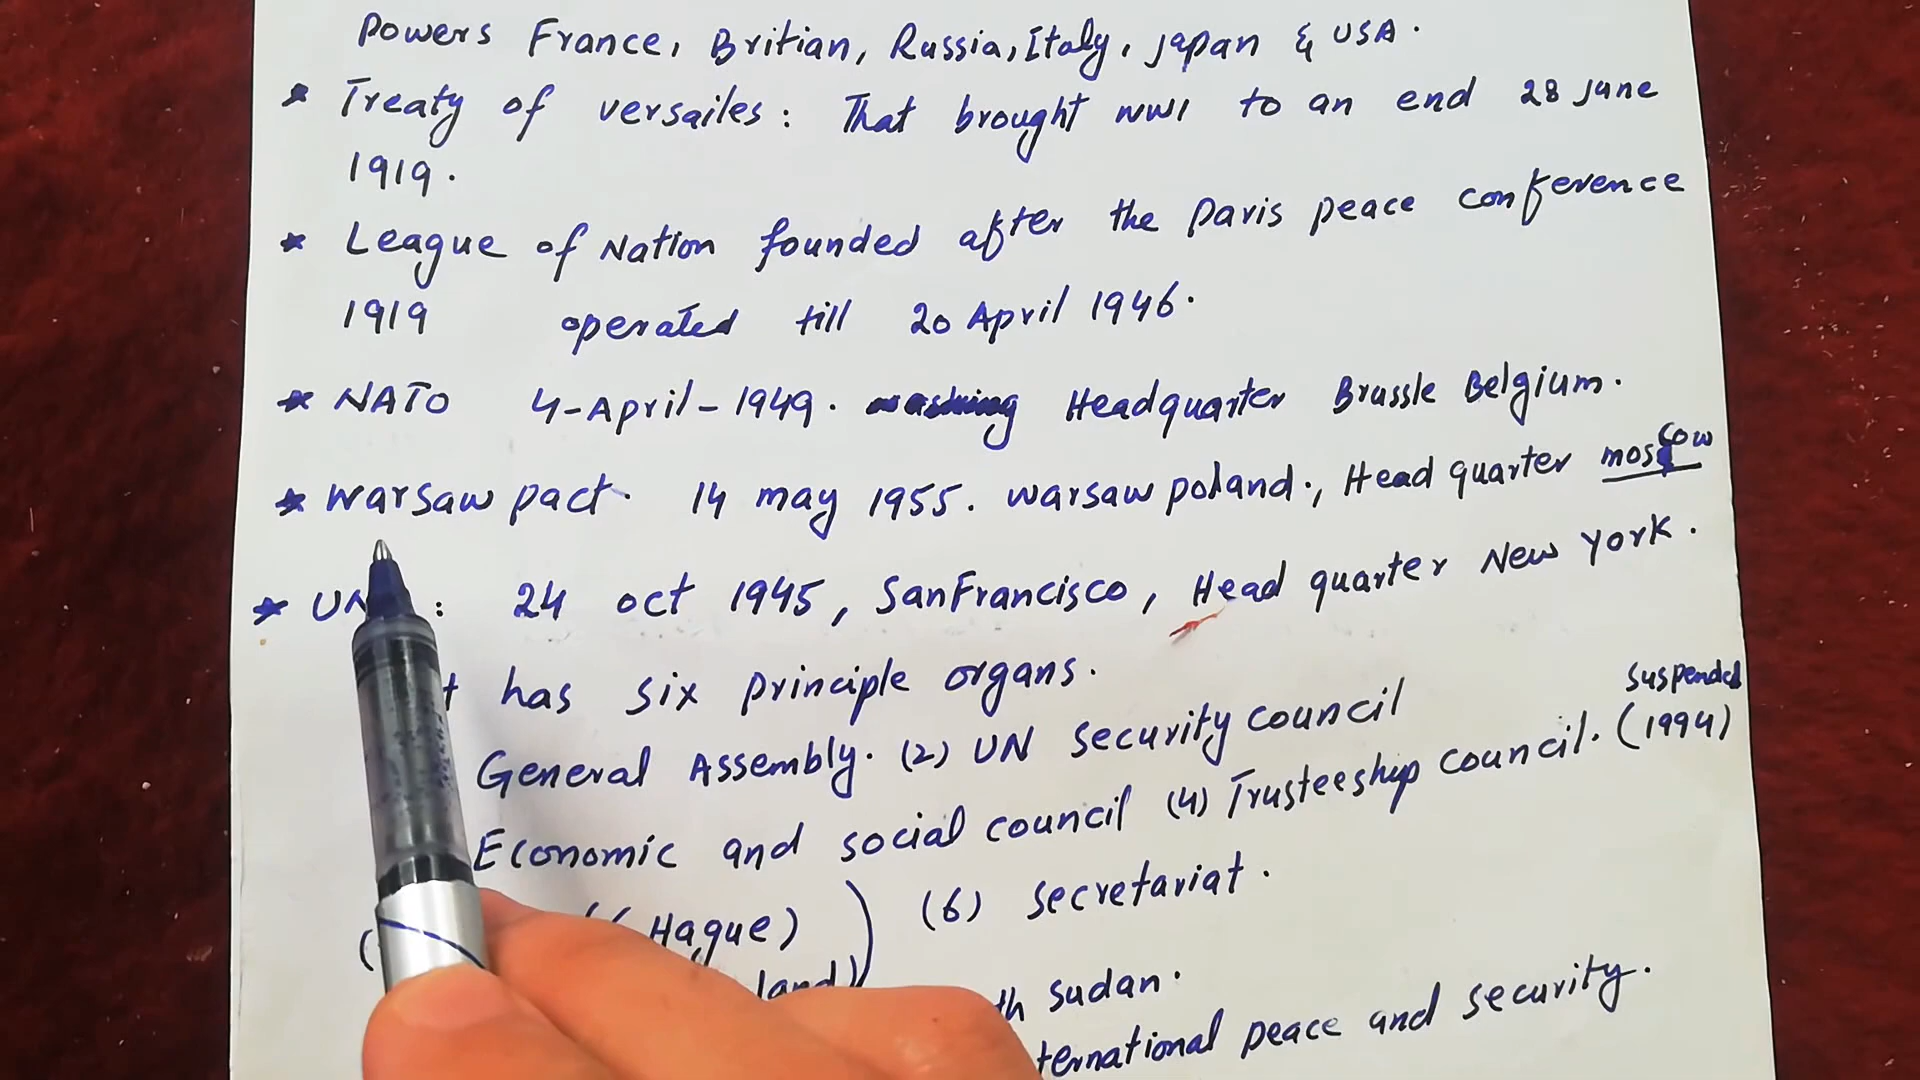 Powers France, Britian, Russia, Italy, Japan & USA.
* Treaty of versailes: That brought WW1 to an end 28 June
1919.
* League of Nation founded after the Paris peace conference
1919 operated till 20 April 1946.
* NATO 4-April-1949. Headquarter Brussle Belgium.
* Warsaw pact. 14 may 1955. Warsaw poland., Head quarter moscow
* UN : 24 oct 1945, SanFrancisco, Head quarter New York.
has six principle organs.
suspended
General Assembly. (2) UN Security council
Economic and social council (4) Trusteeship council. (1994)
Hague) (6) Secretariat.
Sudan.
peace and security.